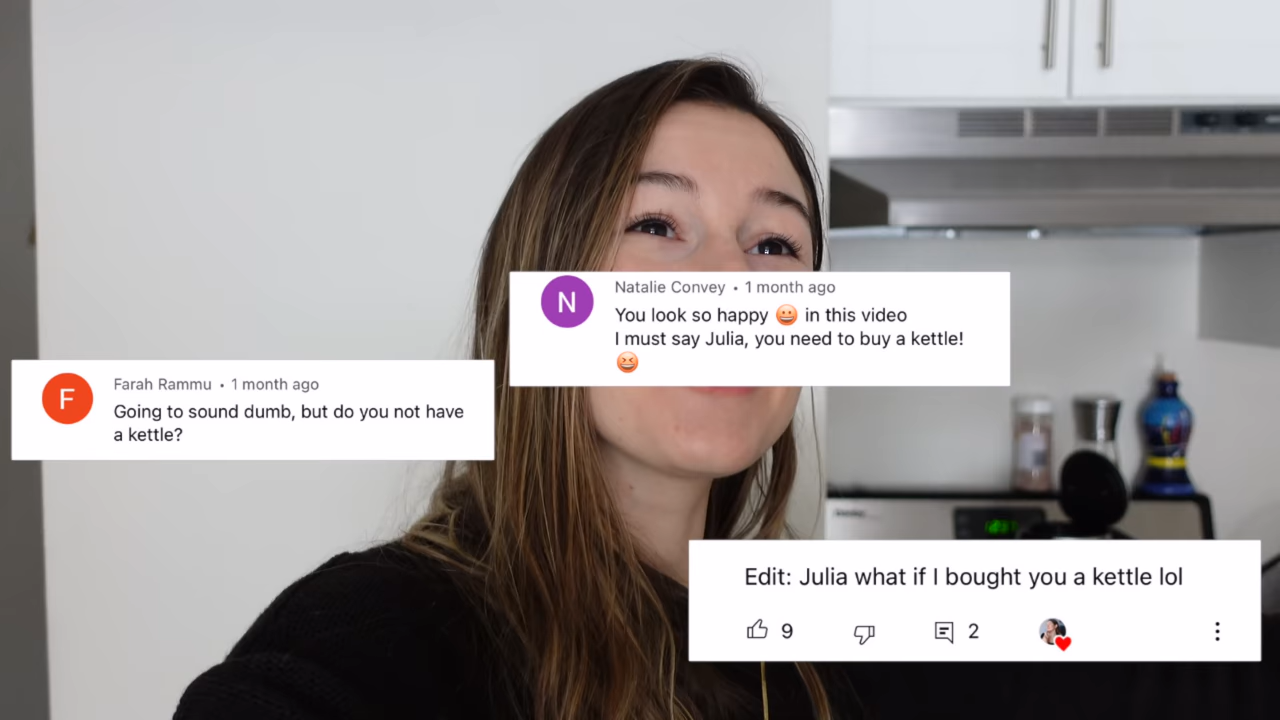 N
Natalie Convey • 1 month ago
You look so happy 😀 in this video
I must say Julia, you need to buy a kettle!
😆
F
Farah Rammu • 1 month ago
Going to sound dumb, but do you not have
a kettle?
Edit: Julia what if I bought you a kettle lol
9 2